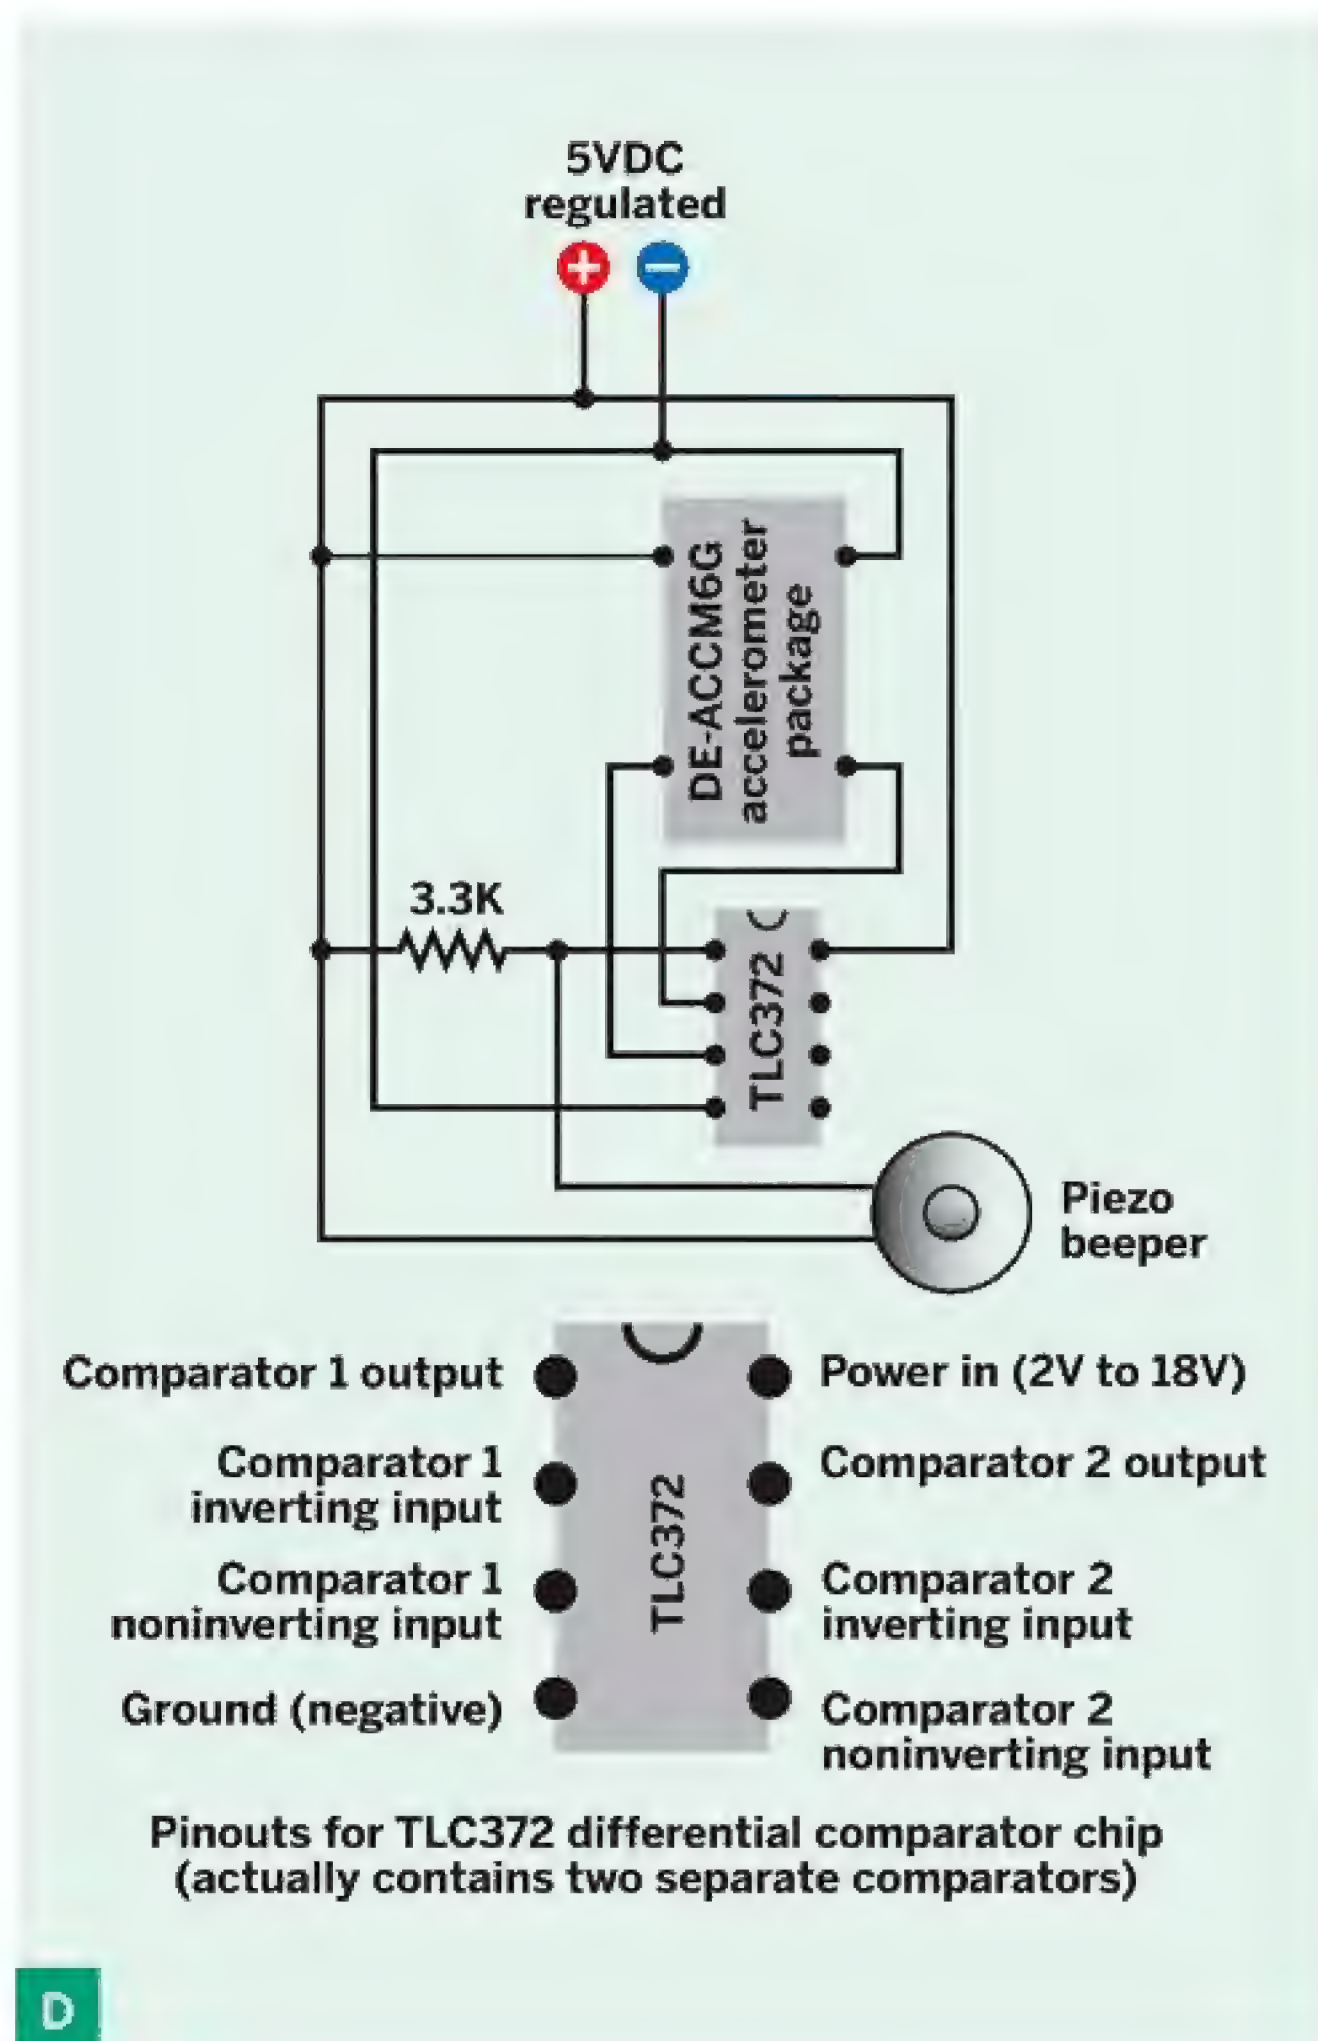 5VDC
regulated
+
−
DE-ACCM6G
accelerometer
package
3.3K
TLC372
Piezo
beeper
Comparator 1 output
Power in (2V to 18V)
Comparator 1
inverting input
Comparator 2 output
TLC372
Comparator 1
noninverting input
Comparator 2
inverting input
Ground (negative)
Comparator 2
noninverting input
Pinouts for TLC372 differential comparator chip
(actually contains two separate comparators)
D